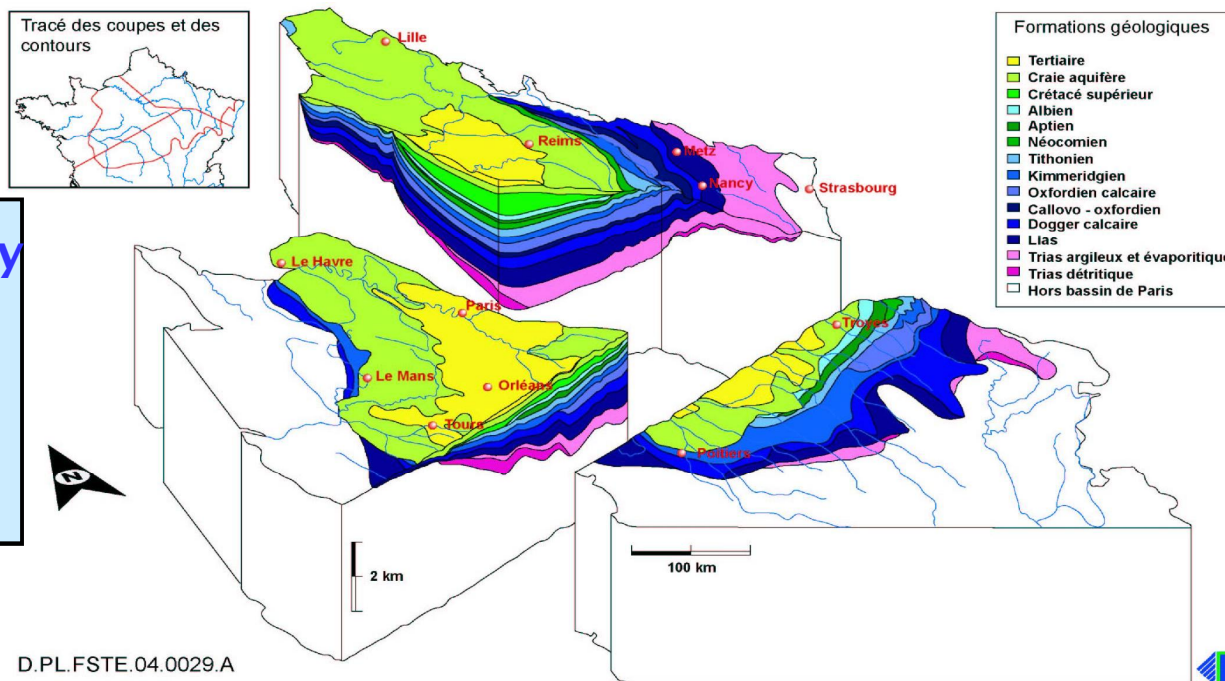 Tracé des coupes et des
contours
Formations géologiques
Tertiaire
Craie aquifère
Crétacé supérieur
Albien
Aptien
Néocomien
Tithonien
Kimmeridgien
Oxfordien calcaire
Callovo - oxfordien
Dogger calcaire
Lias
Trias argileux et évaporitique
Trias détritique
Hors bassin de Paris
Lille
Reims
Metz
Nancy
Strasbourg
y
Le Havre
Paris
Troyes
Le Mans
Orléans
Tours
Poitiers
N
2 km
100 km
D.PL.FSTE.04.0029.A